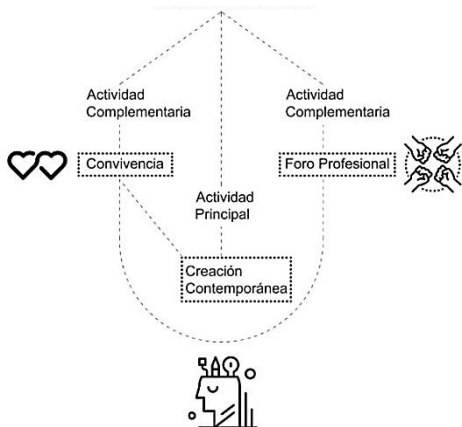 Actividad
Complementaria
Actividad
Complementaria
Convivencia
Foro Profesional
Actividad
Principal
Creación
Contemporánea